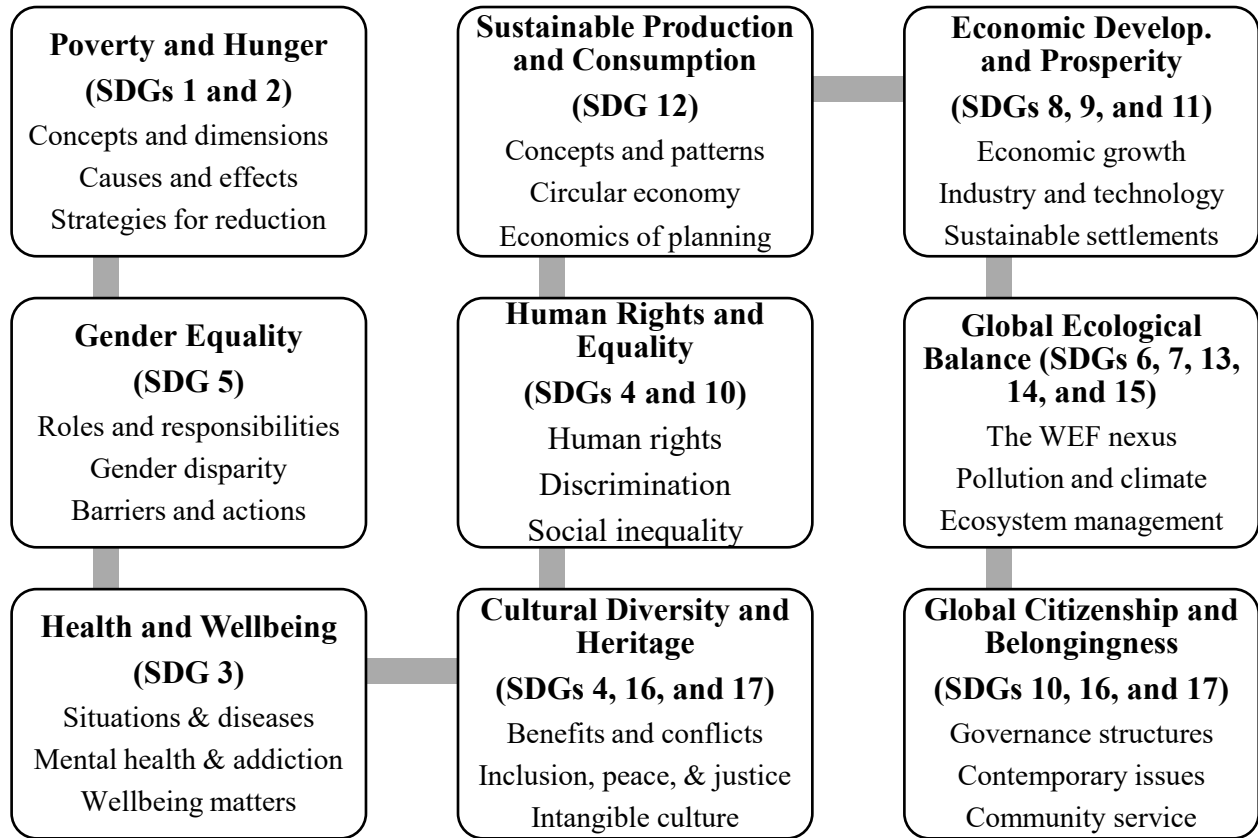 Poverty and Hunger
(SDGs 1 and 2)
Concepts and dimensions
Causes and effects
Strategies for reduction
Gender Equality
(SDG 5)
Roles and responsibilities
Gender disparity
Barriers and actions
Health and Wellbeing
(SDG 3)
Situations & diseases
Mental health & addiction
Wellbeing matters
Cultural Diversity and
Heritage
(SDGs 4, 16, and 17)
Benefits and conflicts
Inclusion, peace, & justice
Intangible culture
Human Rights and
Equality
(SDGs 4 and 10)
Human rights
Discrimination
Social inequality
Sustainable Production
and Consumption
(SDG 12)
Concepts and patterns
Circular economy
Economics of planning
Economic Develop.
and Prosperity
(SDGs 8, 9, and 11)
Economic growth
Industry and technology
Sustainable settlements
Global Ecological
Balance (SDGs 6, 7, 13,
14, and 15)
The WEF nexus
Pollution and climate
Ecosystem management
Global Citizenship and
Belongingness
(SDGs 10, 16, and 17)
Governance structures
Contemporary issues
Community service